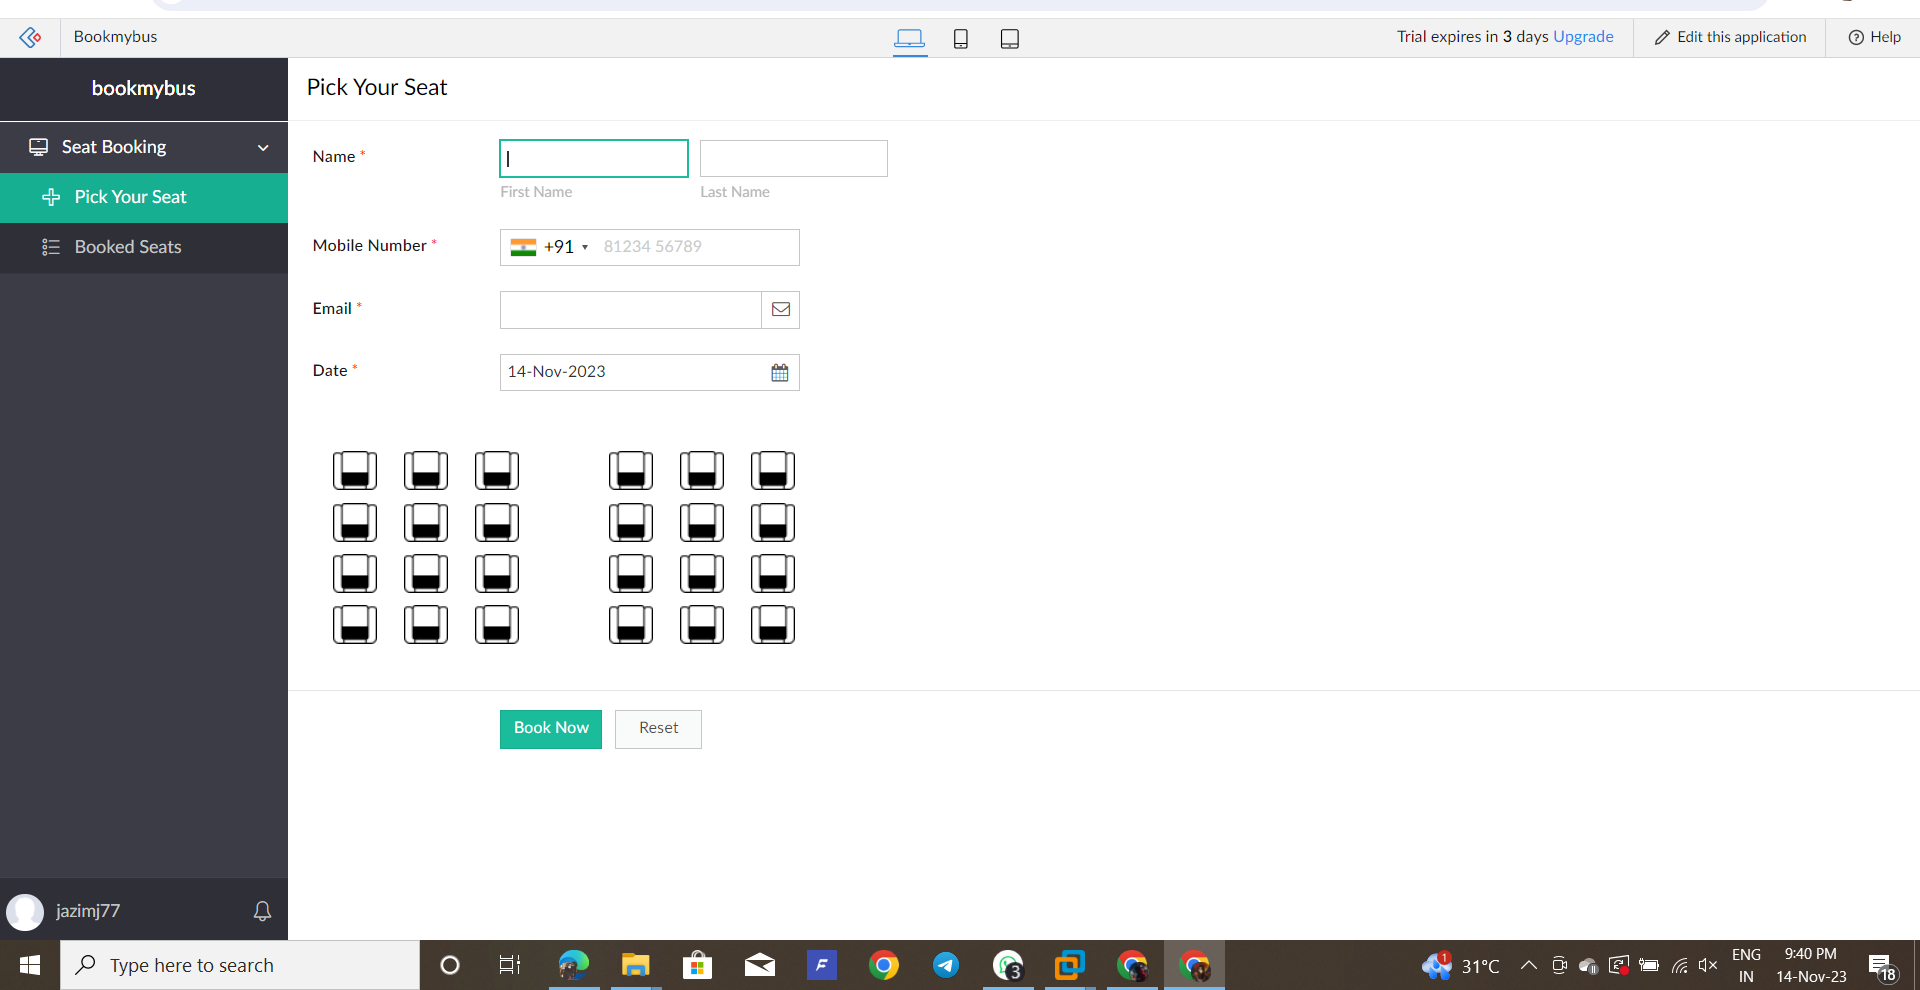 Bookmybus
Trial expires in 3 days Upgrade
Edit this application
Help
bookmybus
Pick Your Seat
Seat Booking
Pick Your Seat
Booked Seats
Name *
First Name
Last Name
Mobile Number *
+91
81234 56789
Email *
Date *
14-Nov-2023
Book Now
Reset
jazimj77
Type here to search
F
3
1
31°C
ENG
IN
9:40 PM
14-Nov-23
18